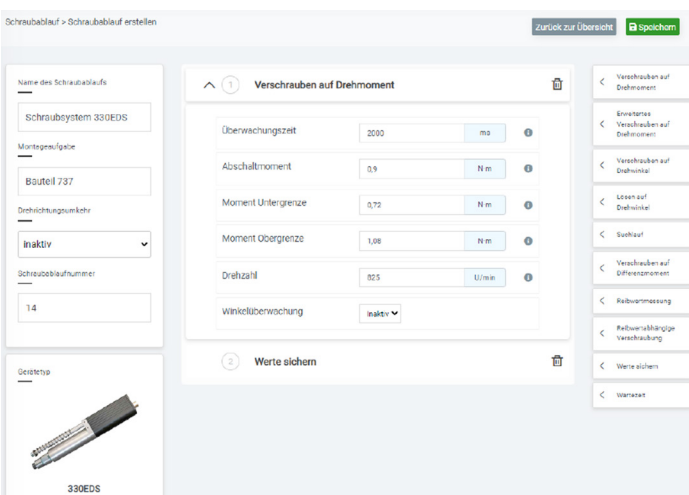 Schraubablauf > Schraubablauf erstellen
Zurück zur Übersicht
Speichern
Name des Schraubablaufs
Schraubsystem 330EDS
Montageaufgabe
Bauteil 737
Drehrichtungsumkehr
inaktiv
Schraubablaufnummer
14
Gerätetyp
330EDS
1 Verschrauben auf Drehmoment
Überwachungszeit 2000 ms
Abschaltmoment 0,9 N·m
Moment Untergrenze 0,72 N·m
Moment Obergrenze 1,08 N·m
Drehzahl 825 U/min
Winkelüberwachung inaktiv
2 Werte sichern
Verschrauben auf
Drehmoment
Erweitertes
Verschrauben auf
Drehmoment
Verschrauben auf
Drehwinkel
Lösen auf
Drehwinkel
Suchlauf
Verschrauben auf
Differenzmoment
Reibwertmessung
Reibwertabhängige
Verschraubung
Werte sichern
Wartezeit